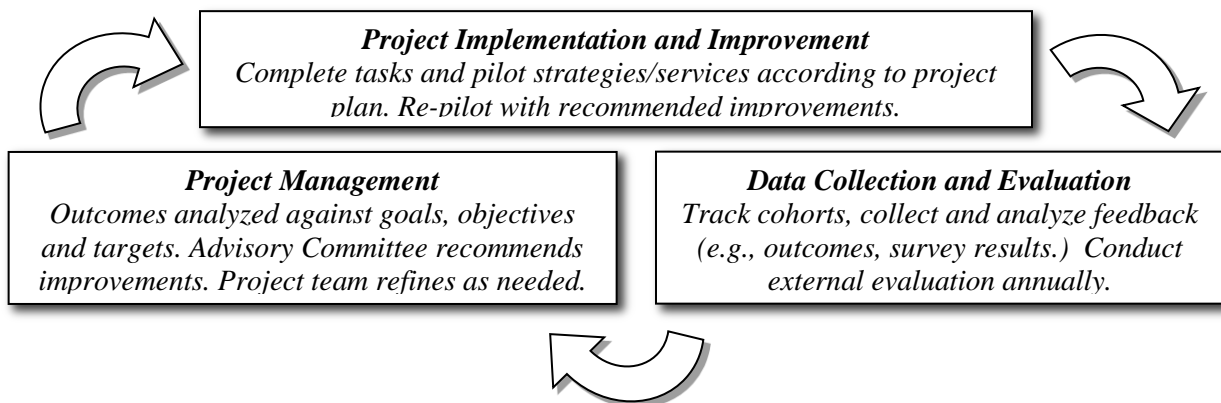 Project Implementation and Improvement
Complete tasks and pilot strategies/services according to project
plan. Re-pilot with recommended improvements.
Project Management
Outcomes analyzed against goals, objectives
and targets. Advisory Committee recommends
improvements. Project team refines as needed.
Data Collection and Evaluation
Track cohorts, collect and analyze feedback
(e.g., outcomes, survey results.)  Conduct
external evaluation annually.